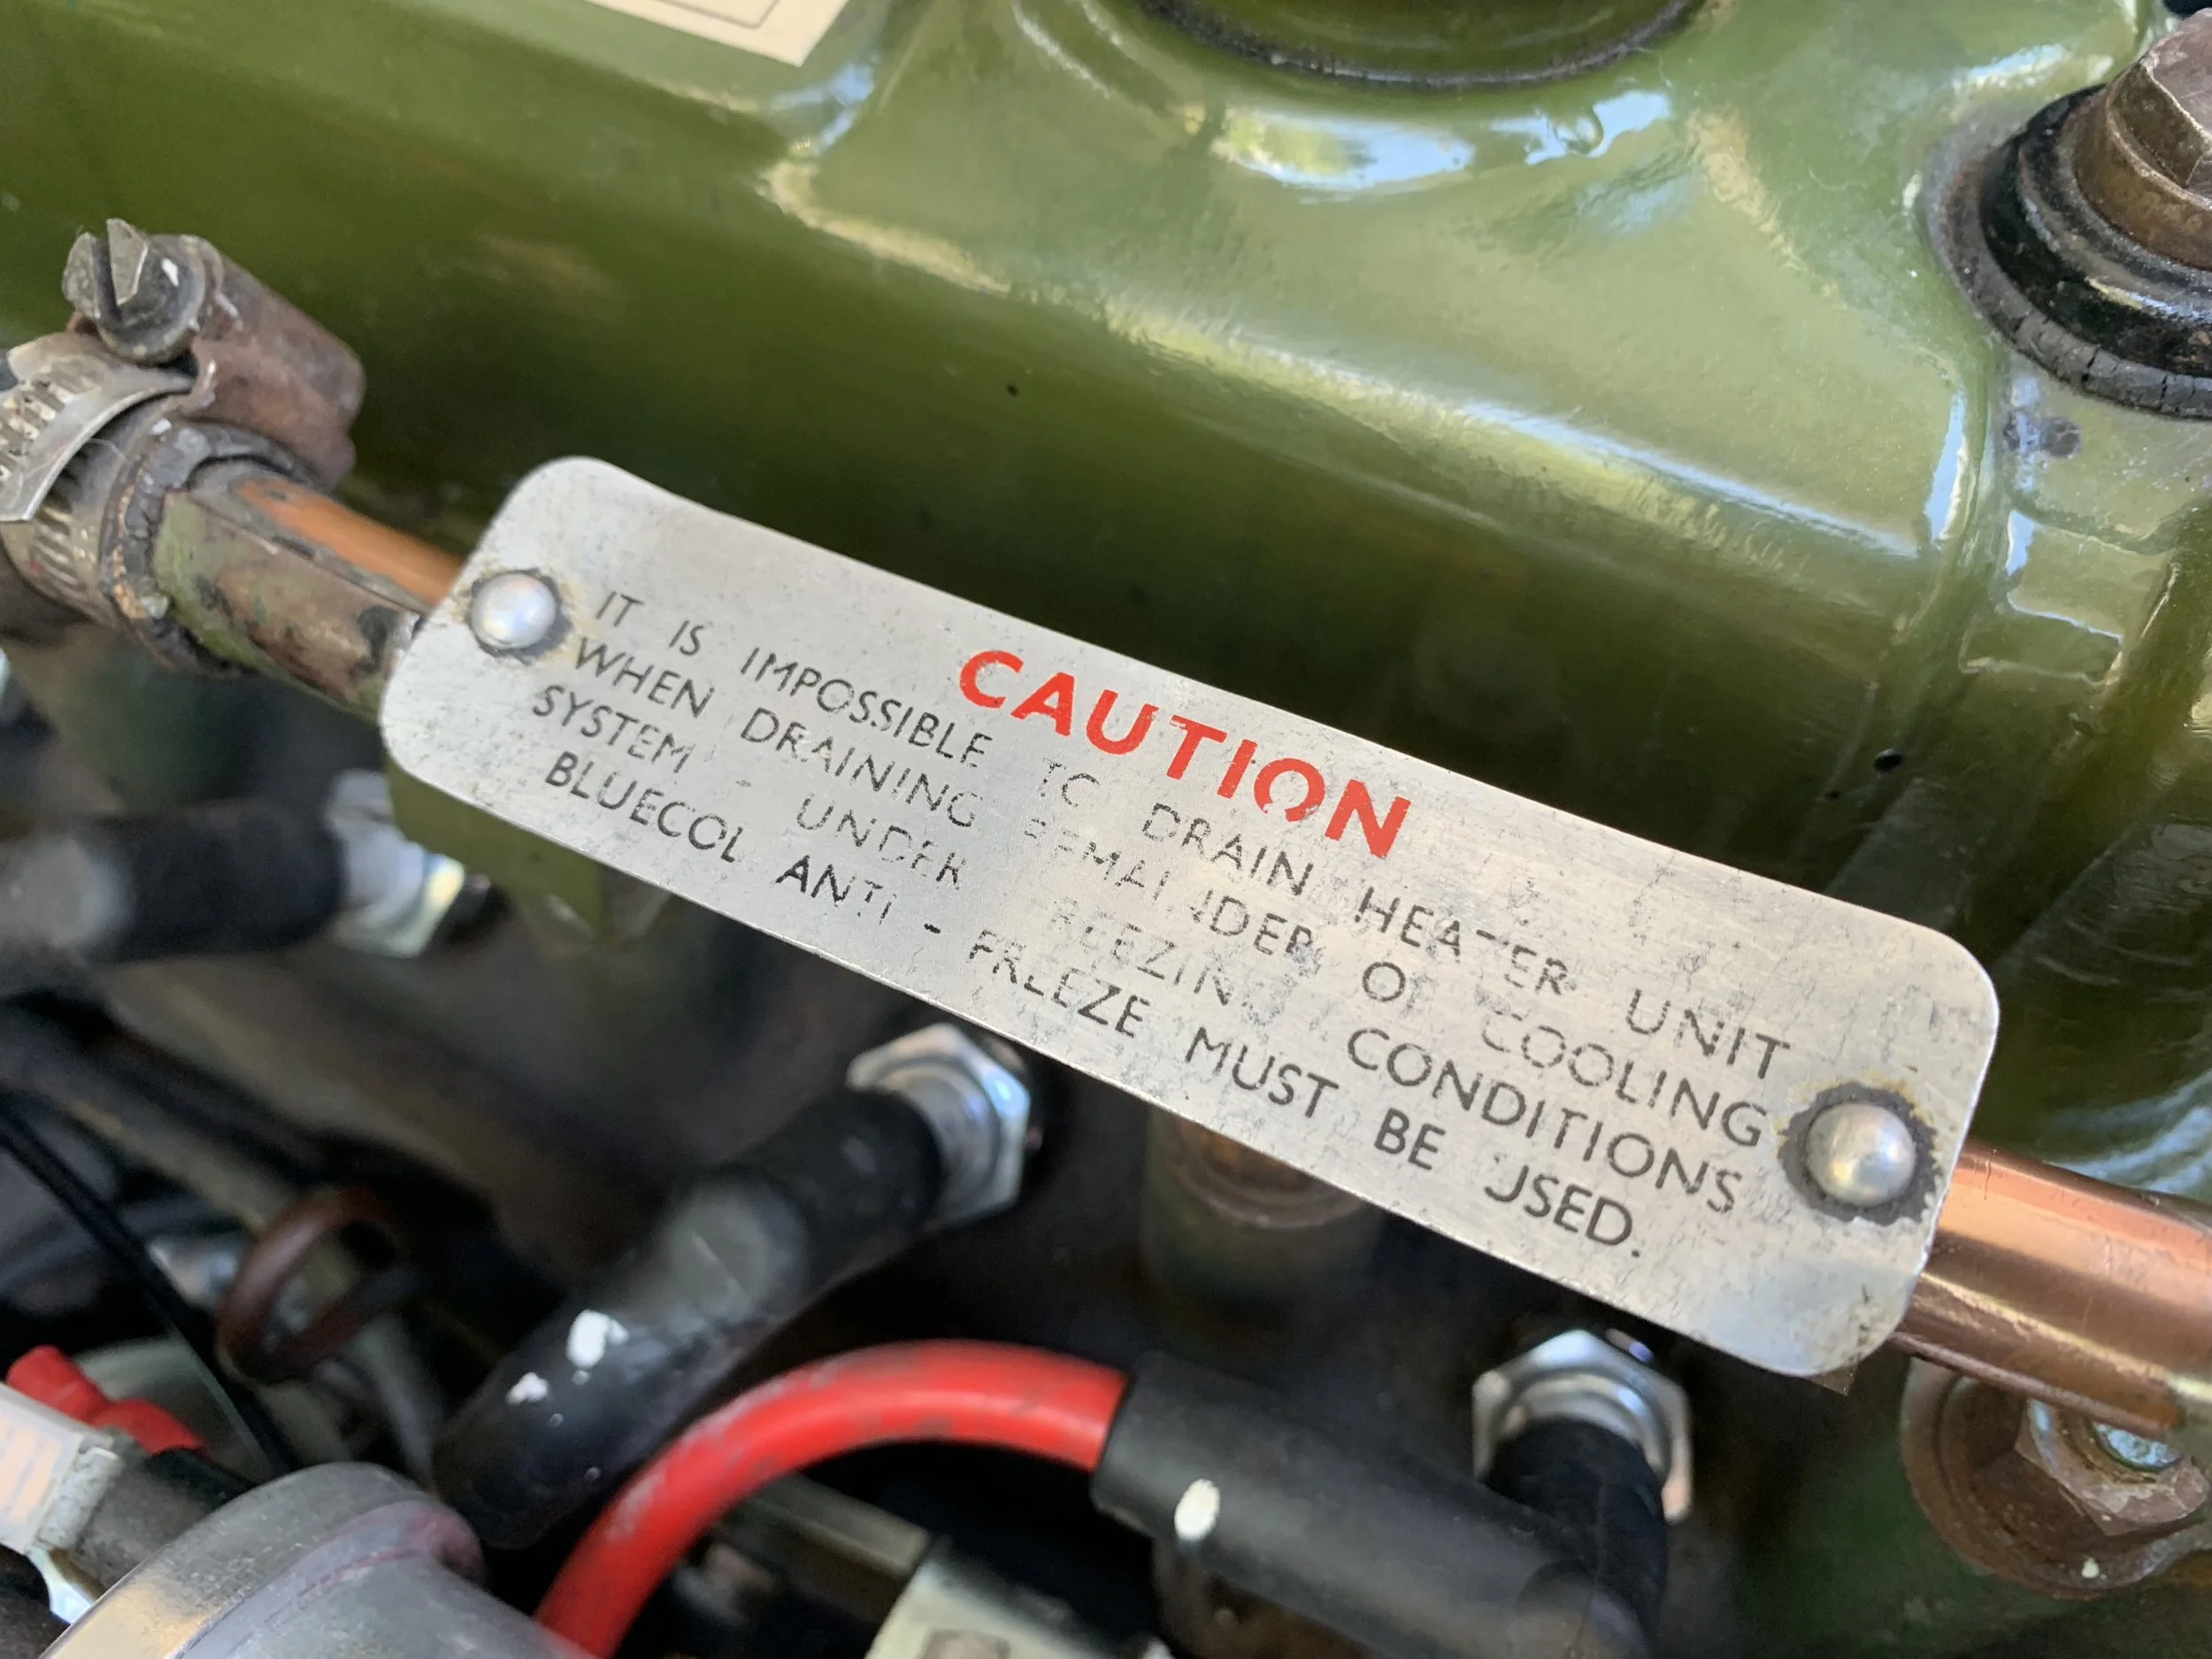 CAUTION
IT IS IMPOSSIBLE TO DRAIN HEATER UNIT
WHEN DRAINING REMAINDER OF COOLING
SYSTEM - UNDER FREEZING CONDITIONS
BLUECOL ANTI - FREEZE MUST BE USED.